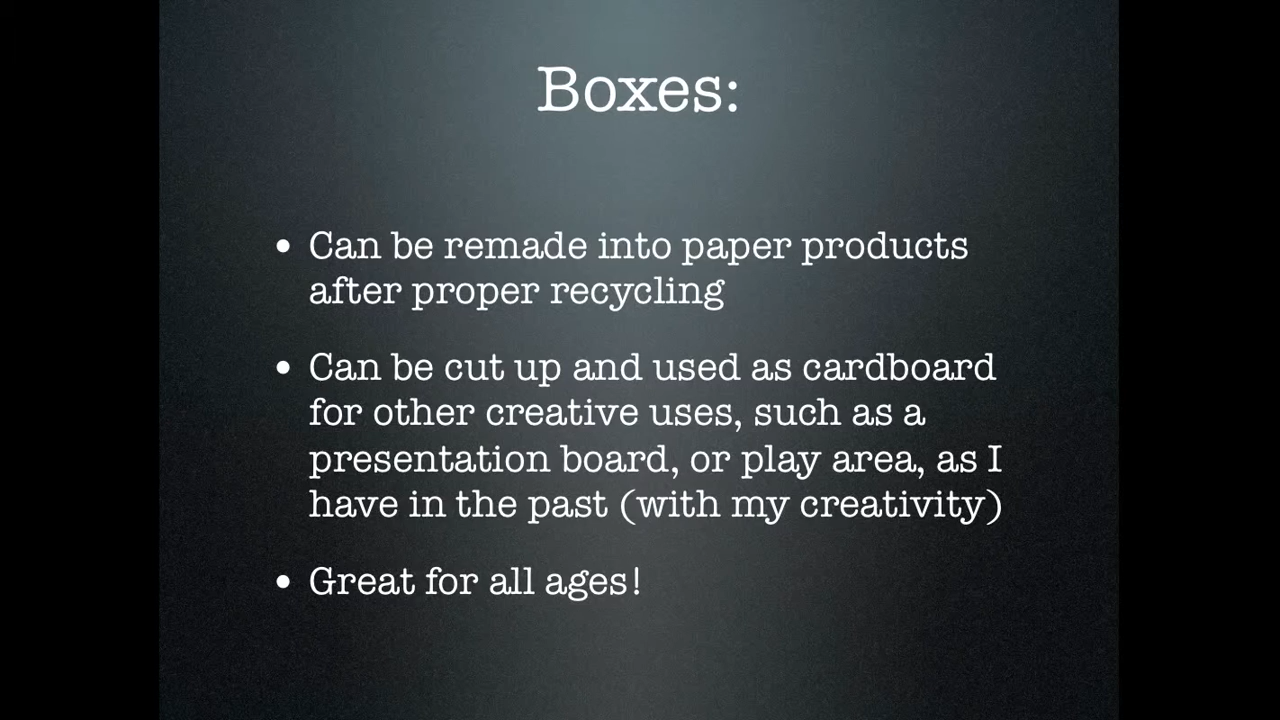 Boxes:
• Can be remade into paper products
after proper recycling
• Can be cut up and used as cardboard
for other creative uses, such as a
presentation board, or play area, as I
have in the past (with my creativity)
• Great for all ages!